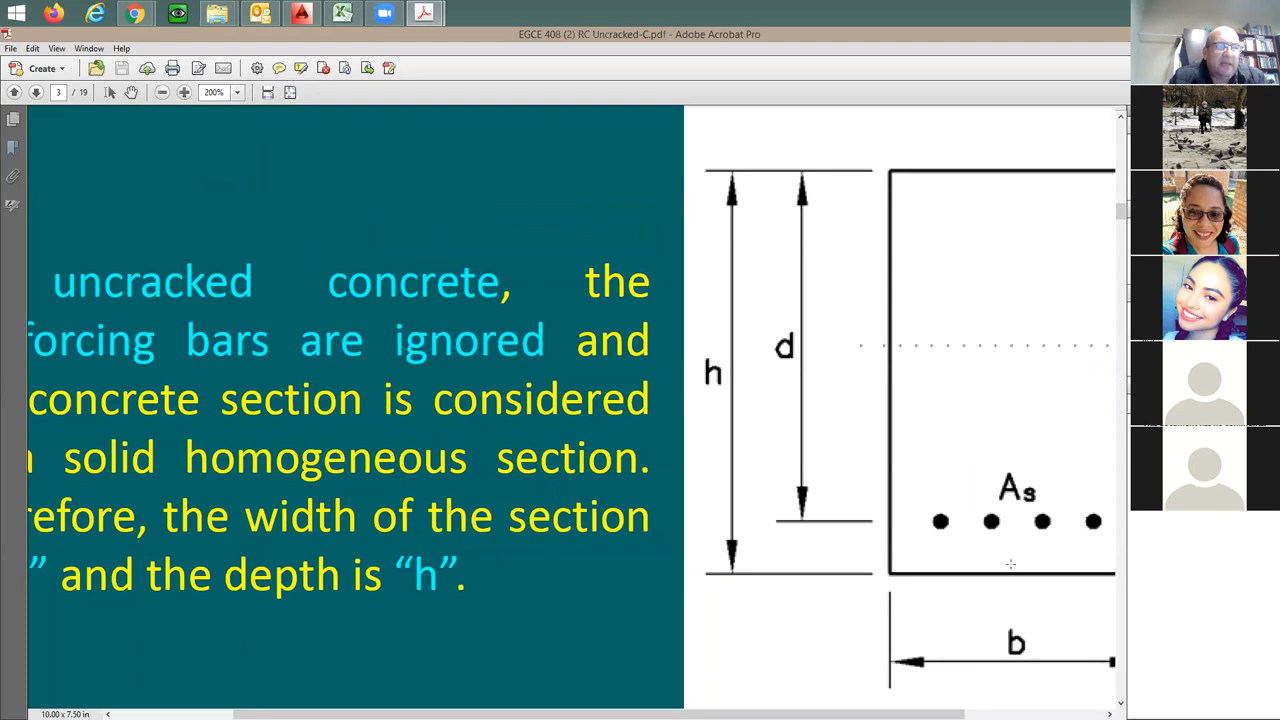 EGCE 408 (2) RC Uncracked-C.pdf - Adobe Acrobat Pro
File Edit View Window Help
Create
3 / 19 200%
uncracked concrete, the
forcing bars are ignored and
concrete section is considered
solid homogeneous section.
refore, the width of the section
” and the depth is “h”.
h
d
As
b
10.00 x 7.50 in